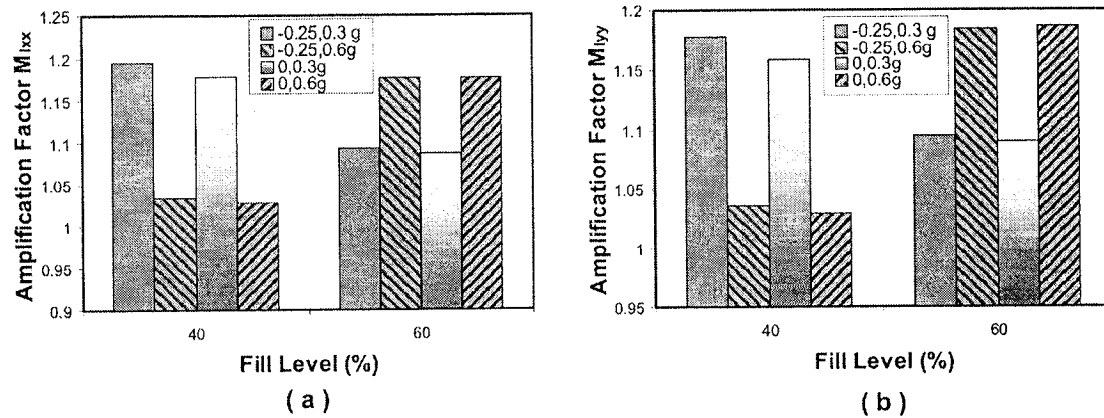 Amplification Factor MIxx
1.25
1.2
1.15
1.1
1.05
1
0.95
0.9
-0.25,0.3 g
-0.25,0.6g
0,0.3g
0,0.6g
40
60
Fill Level (%)
( a )
Amplification Factor MIyy
1.2
1.15
1.1
1.05
1
0.95
-0.25,0.3 g
-0.25,0.6g
0,0.3g
0,0.6g
40
60
Fill Level (%)
( b )